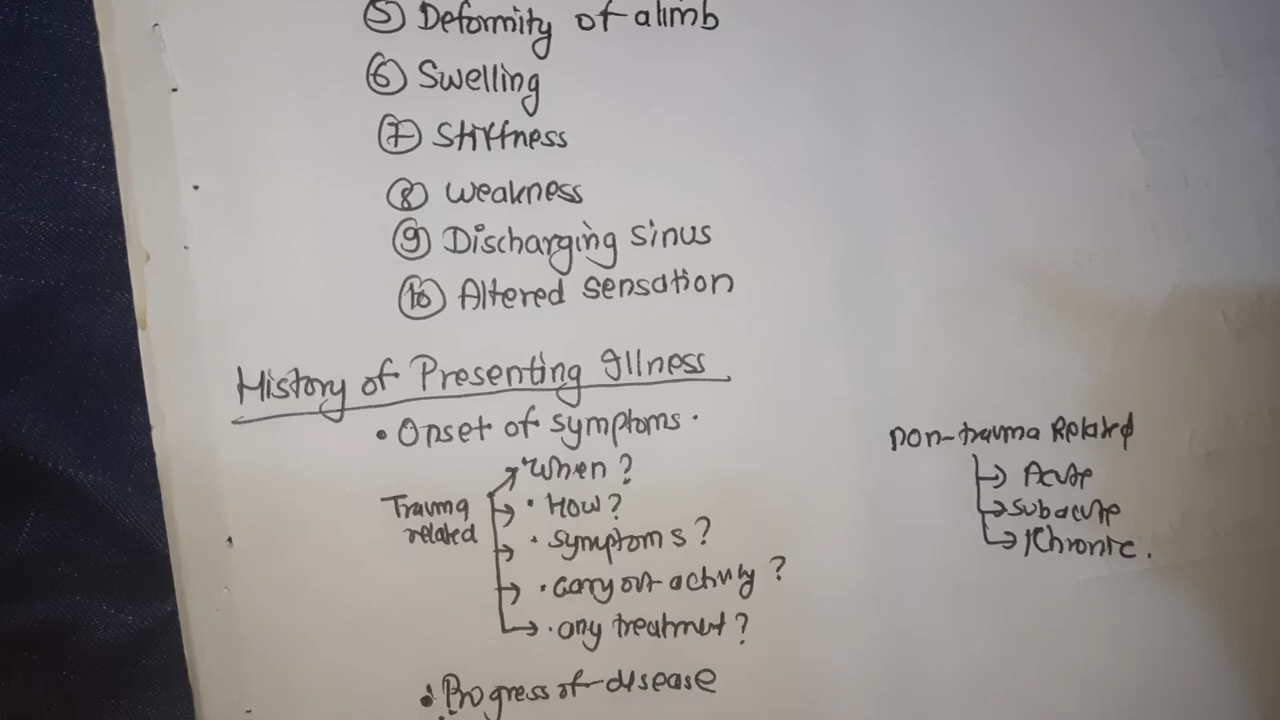 ⑤ Deformity of a limb
⑥ Swelling
⑦ Stiffness
⑧ weakness
⑨ Discharging sinus
⑩ Altered sensation
History of Presenting Illness
• Onset of symptoms.
Trauma related
when?
• How?
• symptoms?
• carry out activity?
• any treatment?
non-trauma Related
Acute
subacute
Chronic.
• Progress of disease